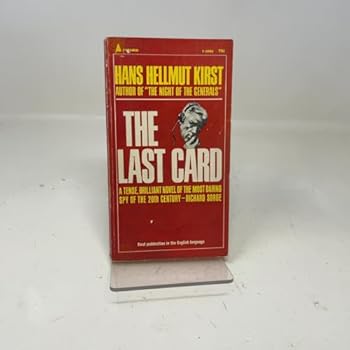 75¢
HANS HELLMUT KIRST
AUTHOR OF "THE NIGHT OF THE GENERALS"
THE
LAST CARD
A TENSE, BRILLIANT NOVEL OF THE MOST DARING
SPY OF THE 20TH CENTURY—RICHARD SORGE
First publication in the English language